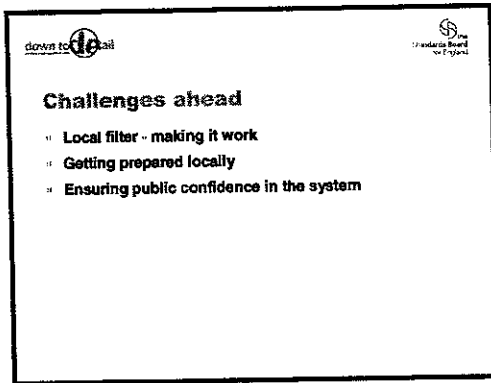 down to detail
the
Standards Board
for England
Challenges ahead
Local filter - making it work
Getting prepared locally
Ensuring public confidence in the system